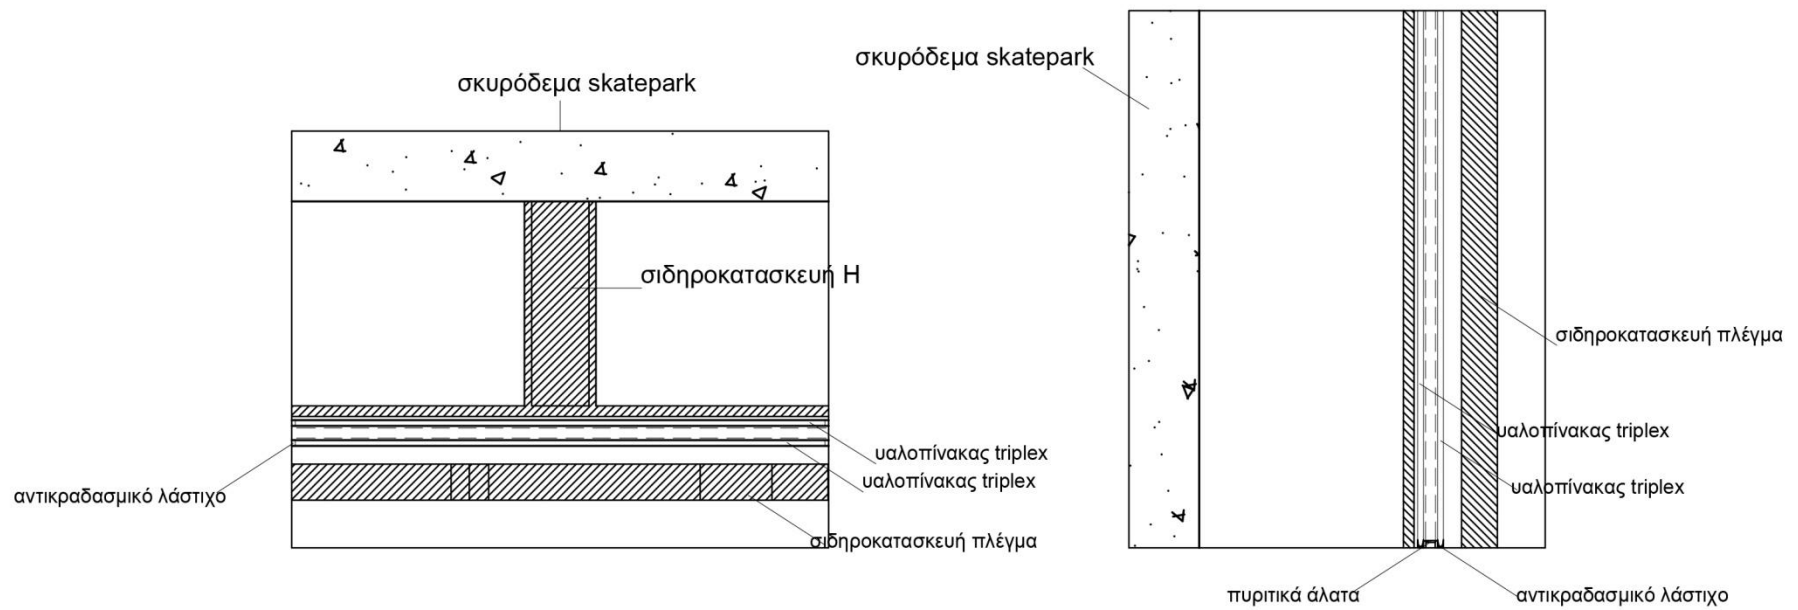 σκυρόδεμα skatepark
σιδηροκατασκευή Η
υαλοπίνακας triplex
υαλοπίνακας triplex
αντικραδασμικό λάστιχο
σιδηροκατασκευή πλέγμα
σκυρόδεμα skatepark
σιδηροκατασκευή πλέγμα
υαλοπίνακας triplex
υαλοπίνακας triplex
πυριτικά άλατα
αντικραδασμικό λάστιχο